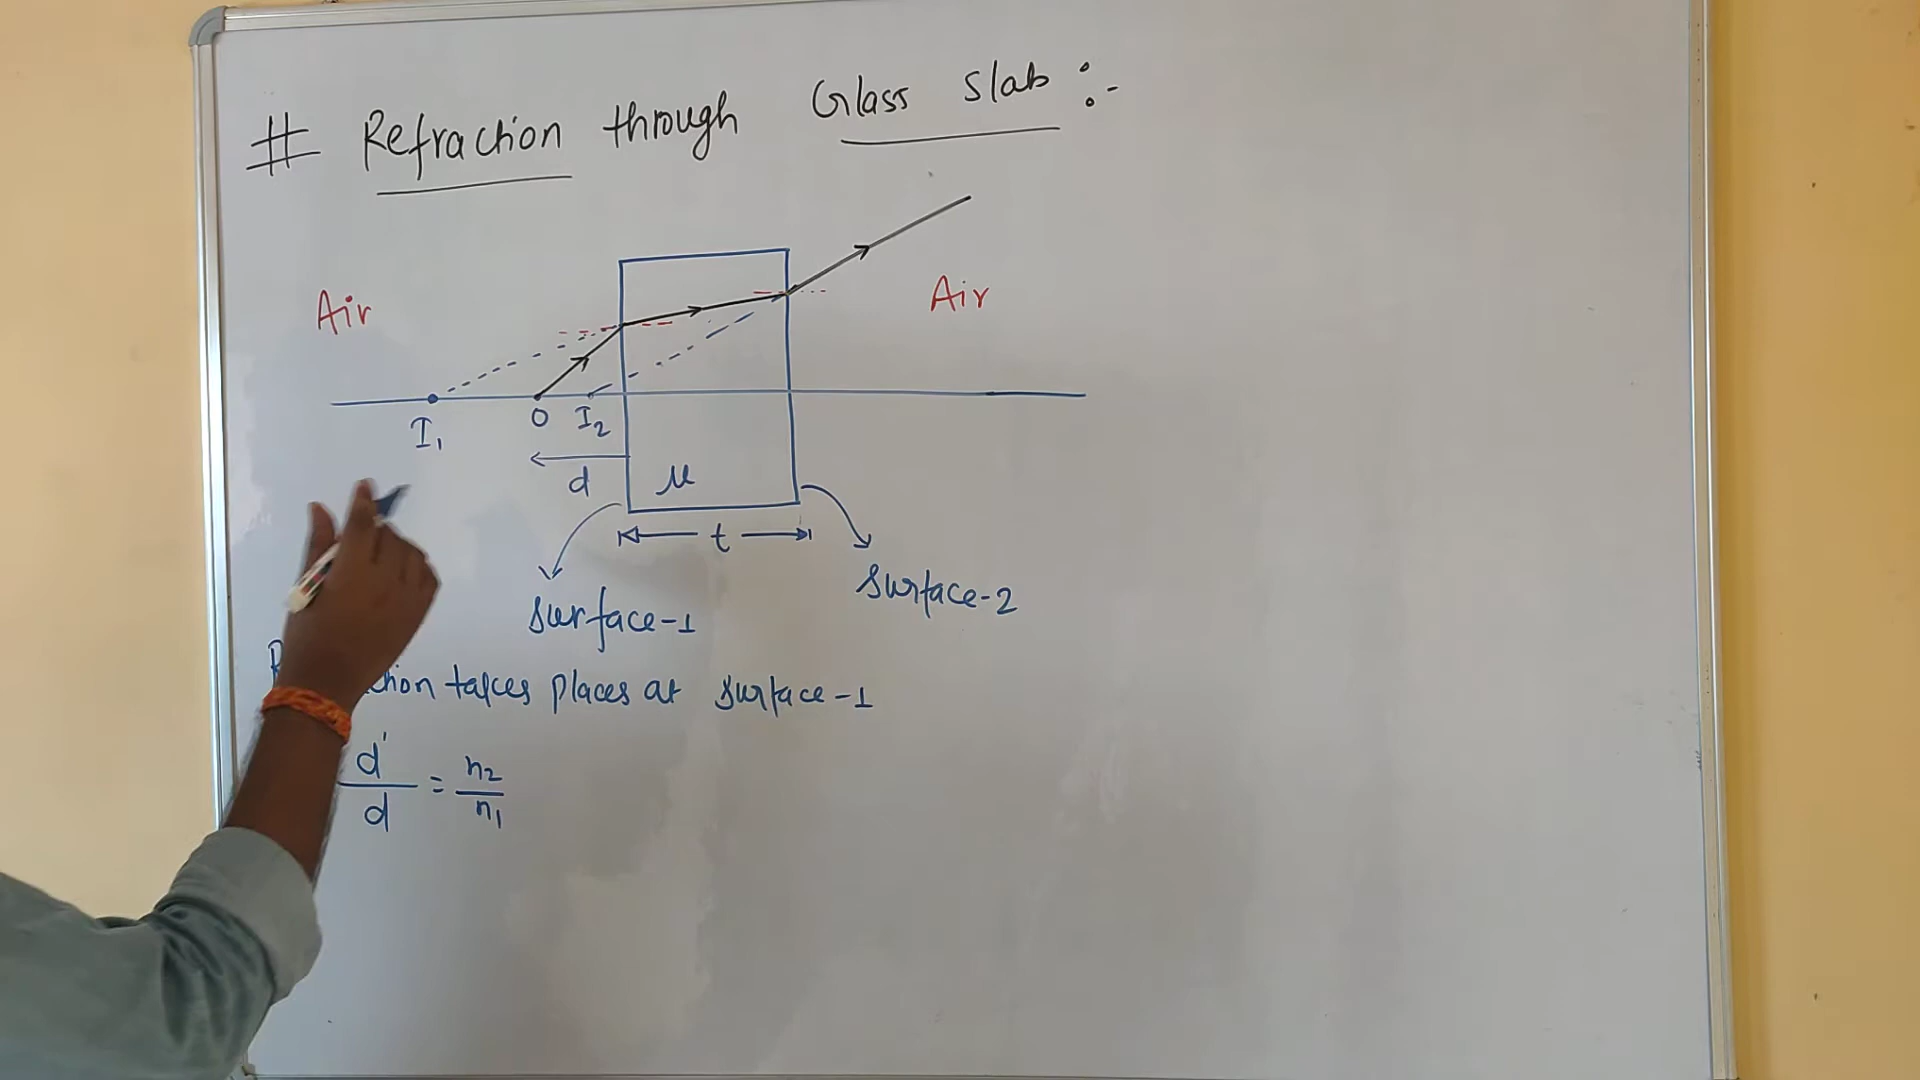 # Refraction through Glass Slab :-
Air
Air
I₁
O
I₂
d
μ
t
surface-1
surface-2
takes places at surface-1
d'/d = n₂/n₁